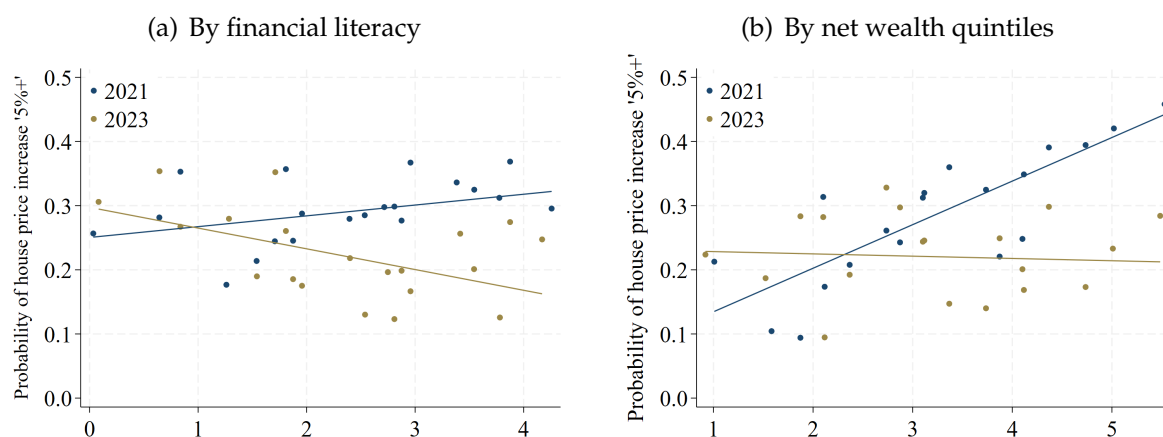 (a) By financial literacy
Probability of house price increase '5%+'
0.5
0.4
0.3
0.2
0.1
0.0
2021
2023
0 1 2 3 4
(b) By net wealth quintiles
Probability of house price increase '5%+'
0.5
0.4
0.3
0.2
0.1
0.0
2021
2023
1 2 3 4 5